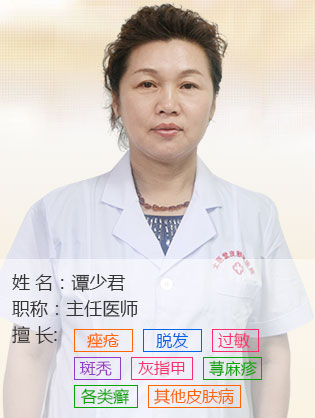 姓 名：谭少君
职称：主任医师
擅 长: 痤疮 脱发 过敏
斑秃 灰指甲 荨麻疹
各类癣 其他皮肤病